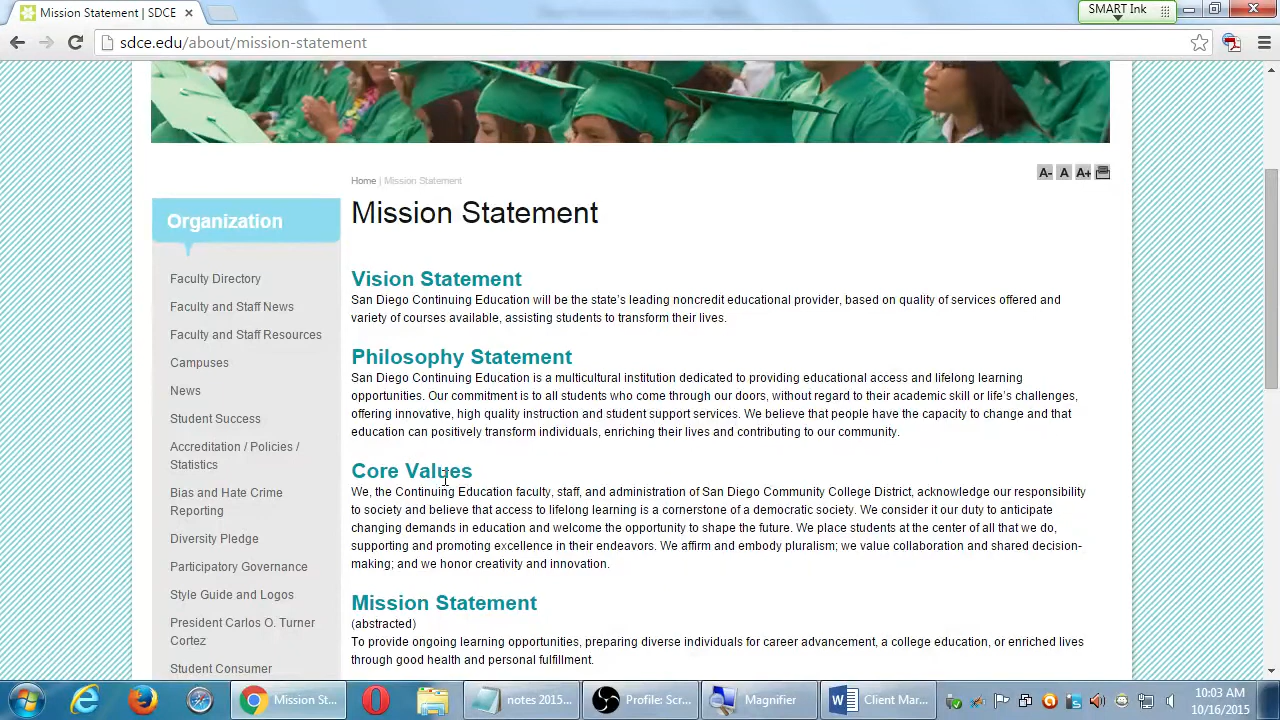 Mission Statement | SDCE
SMART Ink
sdce.edu/about/mission-statement
A- A A+
Home | Mission Statement
Mission Statement
Organization
Faculty Directory
Faculty and Staff News
Faculty and Staff Resources
Campuses
News
Student Success
Accreditation / Policies /
Statistics
Bias and Hate Crime
Reporting
Diversity Pledge
Participatory Governance
Style Guide and Logos
President Carlos O. Turner
Cortez
Student Consumer
Vision Statement
San Diego Continuing Education will be the state's leading noncredit educational provider, based on quality of services offered and
variety of courses available, assisting students to transform their lives.
Philosophy Statement
San Diego Continuing Education is a multicultural institution dedicated to providing educational access and lifelong learning
opportunities. Our commitment is to all students who come through our doors, without regard to their academic skill or life's challenges,
offering innovative, high quality instruction and student support services. We believe that people have the capacity to change and that
education can positively transform individuals, enriching their lives and contributing to our community.
Core Values
We, the Continuing Education faculty, staff, and administration of San Diego Community College District, acknowledge our responsibility
to society and believe that access to lifelong learning is a cornerstone of a democratic society. We consider it our duty to anticipate
changing demands in education and welcome the opportunity to shape the future. We place students at the center of all that we do,
supporting and promoting excellence in their endeavors. We affirm and embody pluralism; we value collaboration and shared decision-
making; and we honor creativity and innovation.
Mission Statement
(abstracted)
To provide ongoing learning opportunities, preparing diverse individuals for career advancement, a college education, or enriched lives
through good health and personal fulfillment.
Mission St...
notes 2015...
Profile: Scr...
Magnifier
Client Mar...
10:03 AM
10/16/2015